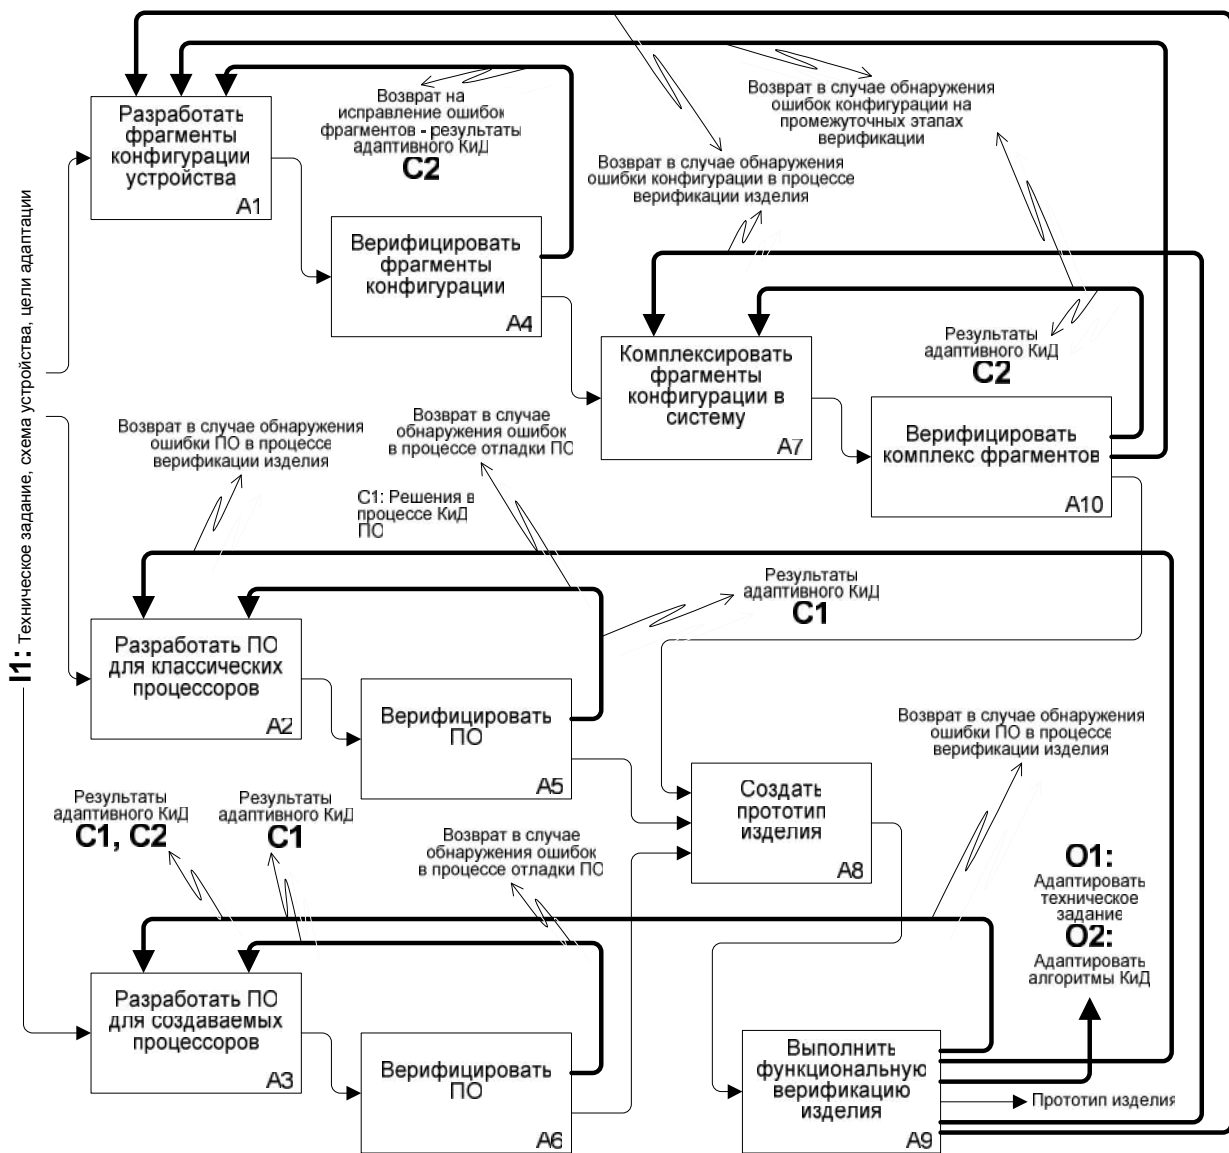 Разработать
фрагменты
конфигурации
устройства
A1
Возврат на
исправление ошибок
фрагментов - результаты
адаптивного КиД
C2
Возврат в случае обнаружения
ошибок конфигурации на
промежуточных этапах
верификации
Возврат в случае обнаружения
ошибки конфигурации в процессе
верификации изделия
Верифицировать
фрагменты
конфигурации
A4
I1: Техническое задание, схема устройства, цели адаптации
Комплексировать
фрагменты
конфигурации в
систему
A7
Результаты
адаптивного КиД
C2
Верифицировать
комплекс фрагментов
A10
Возврат в случае обнаружения
ошибки ПО в процессе
верификации изделия
Возврат в случае
обнаружения ошибок
в процессе отладки ПО
C1: Решения в
процессе КиД
ПО
Результаты
адаптивного КиД
C1
Разработать ПО
для классических
процессоров
A2
Верифицировать
ПО
A5
Возврат в случае обнаружения
ошибки ПО в процессе
верификации изделия
Создать
прототип
изделия
A8
Результаты
адаптивного КиД
C1, C2
Результаты
адаптивного КиД
C1
Возврат в случае
обнаружения ошибок
в процессе отладки ПО
O1:
Адаптировать
техническое
задание
O2:
Адаптировать
алгоритмы КиД
Разработать ПО
для создаваемых
процессоров
A3
Верифицировать
ПО
A6
Выполнить
функциональную
верификацию
изделия
A9
Прототип изделия